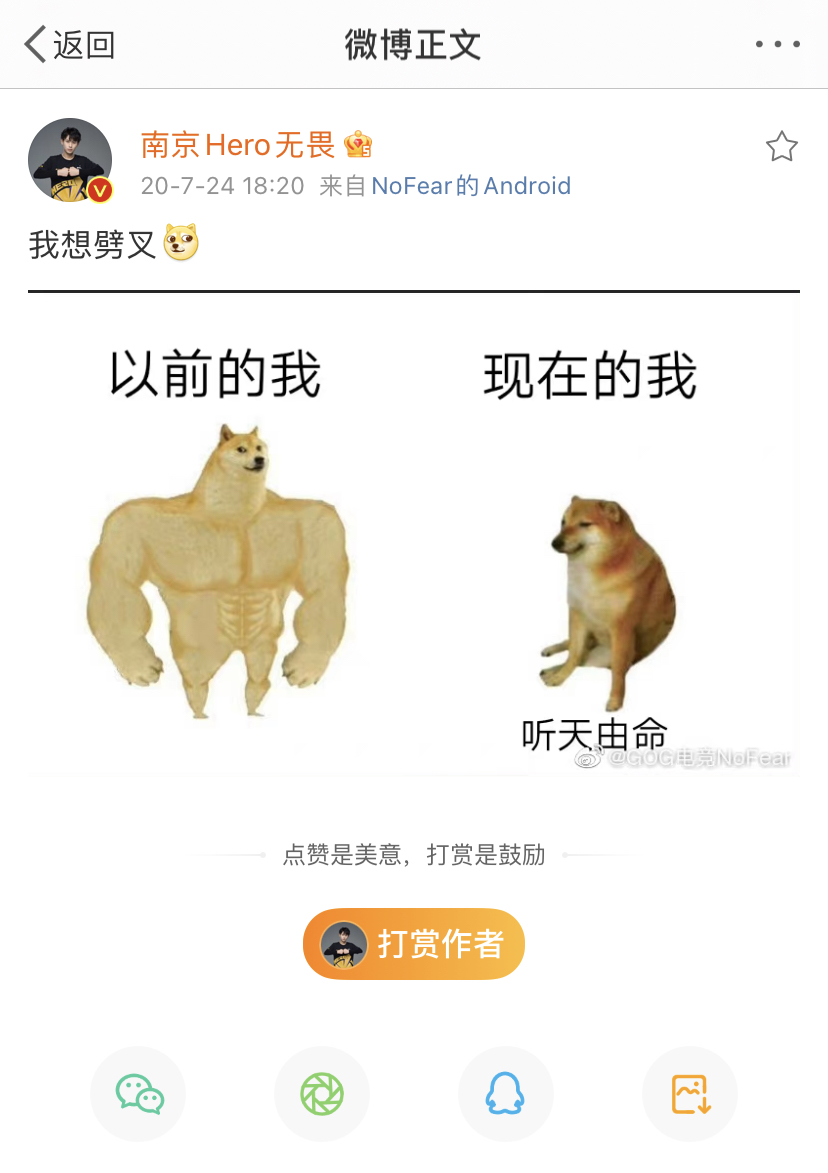 返回
微博正文
南京Hero无畏
20-7-24 18:20 来自NoFear的Android
我想劈叉
以前的我
现在的我
听天由命
@GOG电竞NoFear
点赞是美意，打赏是鼓励
打赏作者